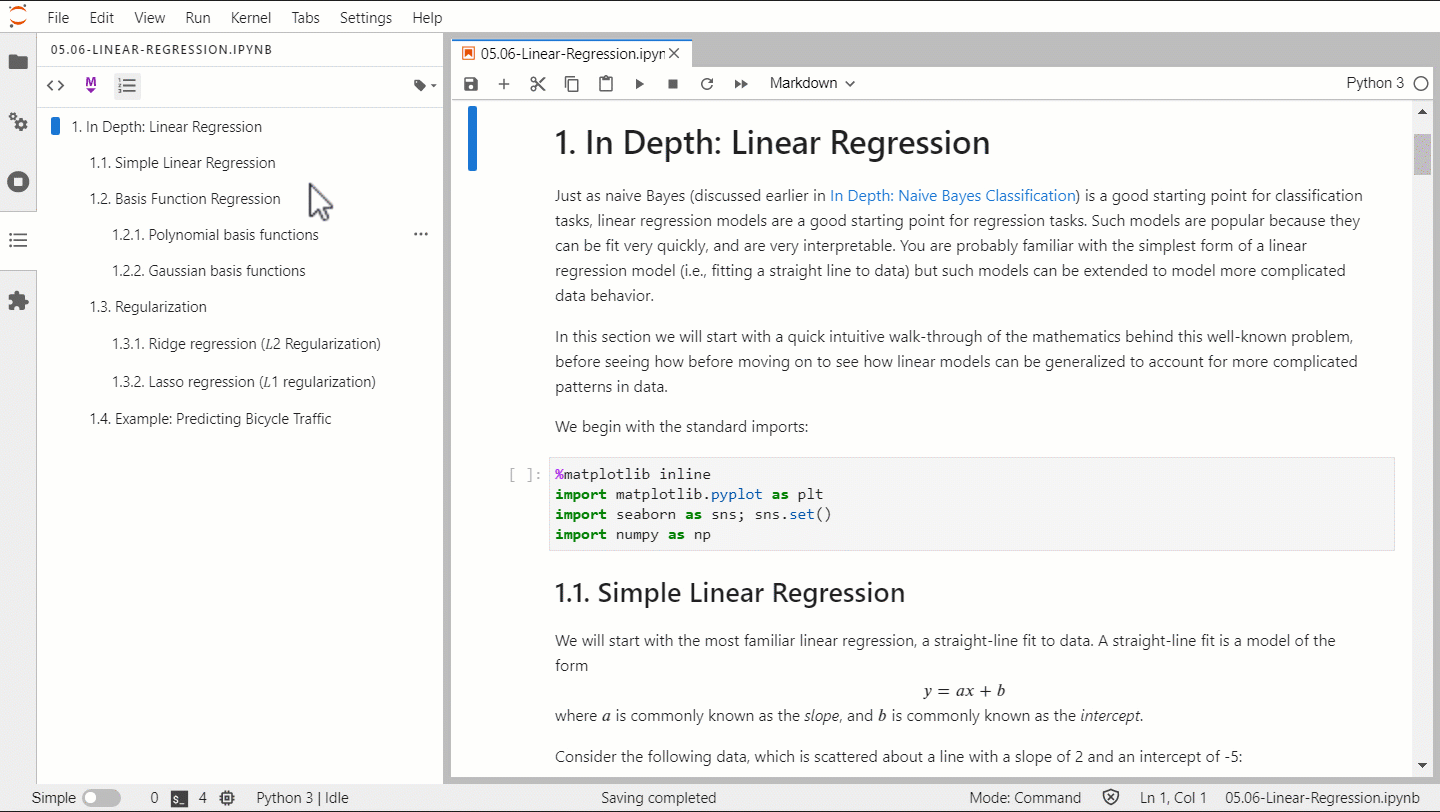 File Edit View Run Kernel Tabs Settings Help
05.06-LINEAR-REGRESSION.IPYNB
1. In Depth: Linear Regression
1.1. Simple Linear Regression
1.2. Basis Function Regression
1.2.1. Polynomial basis functions
1.2.2. Gaussian basis functions
1.3. Regularization
1.3.1. Ridge regression (L2 Regularization)
1.3.2. Lasso regression (L1 regularization)
1.4. Example: Predicting Bicycle Traffic
05.06-Linear-Regression.ipyn
Markdown
Python 3
1. In Depth: Linear Regression
Just as naive Bayes (discussed earlier in In Depth: Naive Bayes Classification) is a good starting point for classification
tasks, linear regression models are a good starting point for regression tasks. Such models are popular because they
can be fit very quickly, and are very interpretable. You are probably familiar with the simplest form of a linear
regression model (i.e., fitting a straight line to data) but such models can be extended to model more complicated
data behavior.
In this section we will start with a quick intuitive walk-through of the mathematics behind this well-known problem,
before seeing how before moving on to see how linear models can be generalized to account for more complicated
patterns in data.
We begin with the standard imports:
[ ]: %matplotlib inline
import matplotlib.pyplot as plt
import seaborn as sns; sns.set()
import numpy as np
1.1. Simple Linear Regression
We will start with the most familiar linear regression, a straight-line fit to data. A straight-line fit is a model of the
form
y = ax + b
where a is commonly known as the slope, and b is commonly known as the intercept.
Consider the following data, which is scattered about a line with a slope of 2 and an intercept of -5:
Simple 0 4 Python 3 | Idle Saving completed Mode: Command Ln 1, Col 1 05.06-Linear-Regression.ipynb